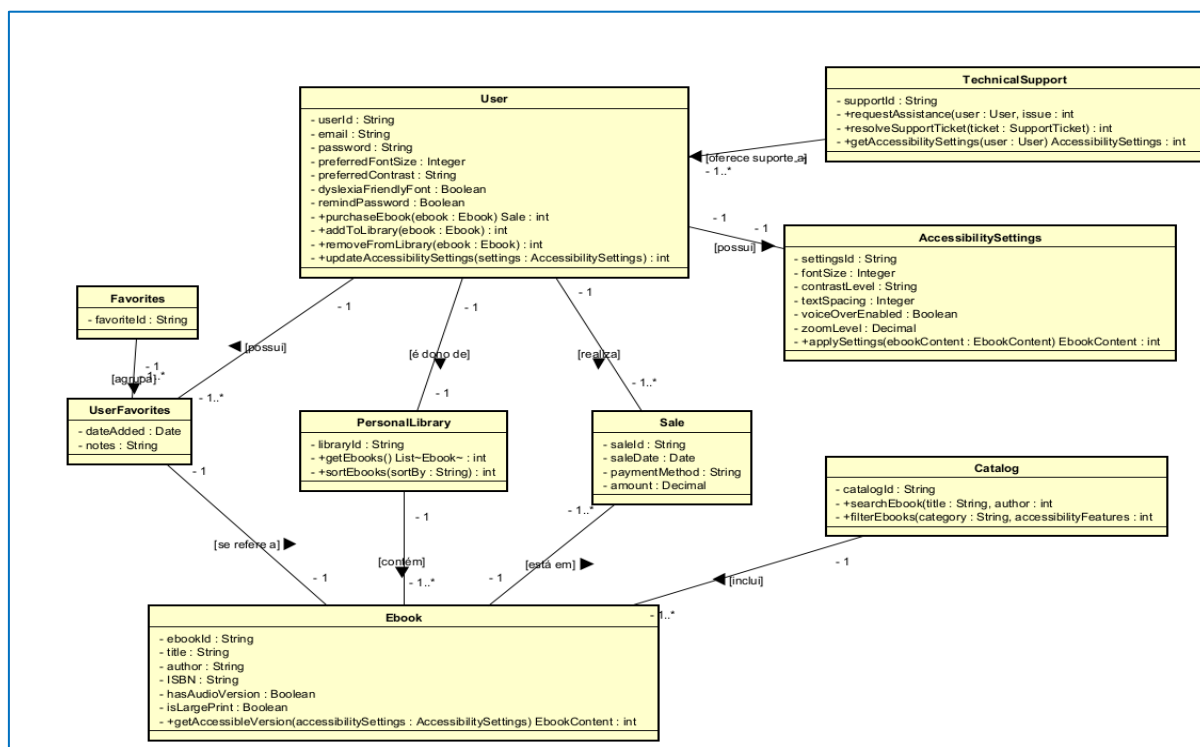 TechnicalSupport
- supportId : String
- +requestAssistance(user : User, issue : int
- +resolveSupportTicket(ticket : SupportTicket) : int
- +getAccessibilitySettings(user : User) AccessibilitySettings : int
User
- userId : String
- email : String
- password : String
- preferredFontSize : Integer
- preferredContrast : String
- dyslexiaFriendlyFont : Boolean
- remindPassword : Boolean
- +purchaseEbook(ebook : Ebook) Sale : int
- +addToLibrary(ebook : Ebook) : int
- +removeFromLibrary(ebook : Ebook) : int
- +updateAccessibilitySettings(settings : AccessibilitySettings) : int
[oferece suporte a]
- 1..*
- 1
- 1
[possui]
AccessibilitySettings
- settingsId : String
- fontSize : Integer
- contrastLevel : String
- textSpacing : Integer
- voiceOverEnabled : Boolean
- zoomLevel : Decimal
- +applySettings(ebookContent : EbookContent) EbookContent : int
Favorites
- favoriteId : String
- 1
- 1
- 1
[possui]
[é dono de]
[realiza]
- 1
[agrupa]
- 1..*
- 1..*
- 1
- 1..*
UserFavorites
- dateAdded : Date
- notes : String
PersonalLibrary
- libraryId : String
- +getEbooks() List~Ebook~ : int
- +sortEbooks(sortBy : String) : int
Sale
- saleId : String
- saleDate : Date
- paymentMethod : String
- amount : Decimal
Catalog
- catalogId : String
- +searchEbook(title : String, author : int
- +filterEbooks(category : String, accessibilityFeatures : int
- 1
- 1
- 1..*
[se refere a]
[contém]
[está em]
- 1
[inclui]
- 1
- 1..*
- 1
- 1..*
Ebook
- ebookId : String
- title : String
- author : String
- ISBN : String
- hasAudioVersion : Boolean
- isLargePrint : Boolean
- +getAccessibleVersion(accessibilitySettings : AccessibilitySettings) EbookContent : int